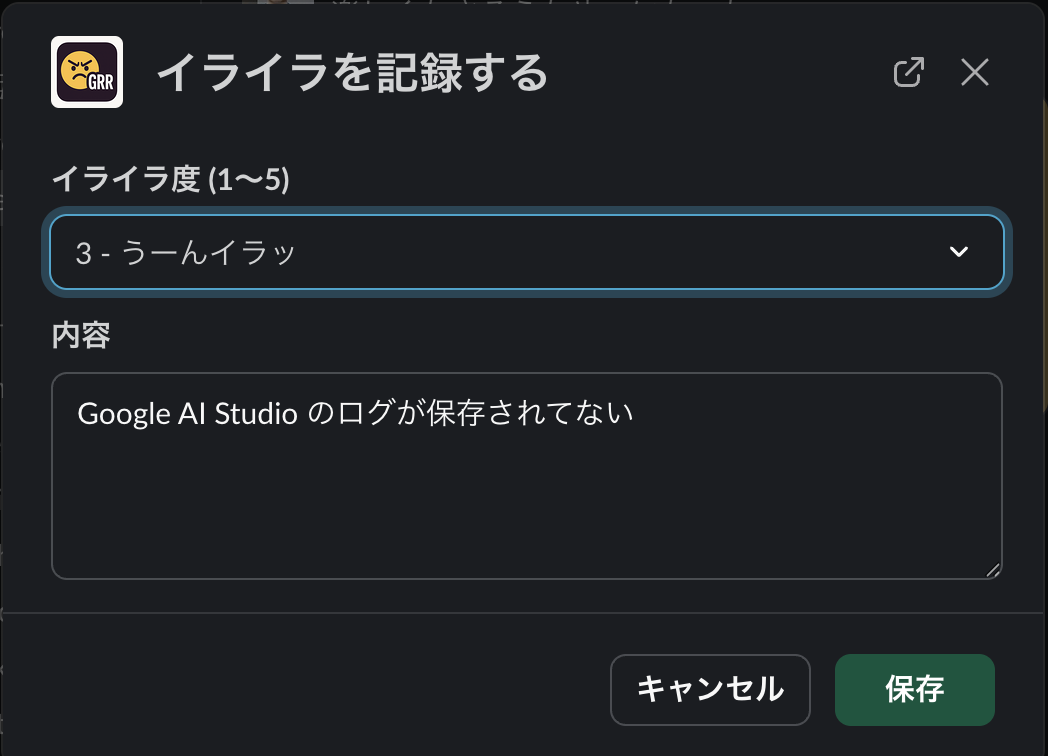 GRR
イライラを記録する
イライラ度 (1〜5)
3 - うーんイラッ
内容
Google AI Studio のログが保存されてない
キャンセル
保存